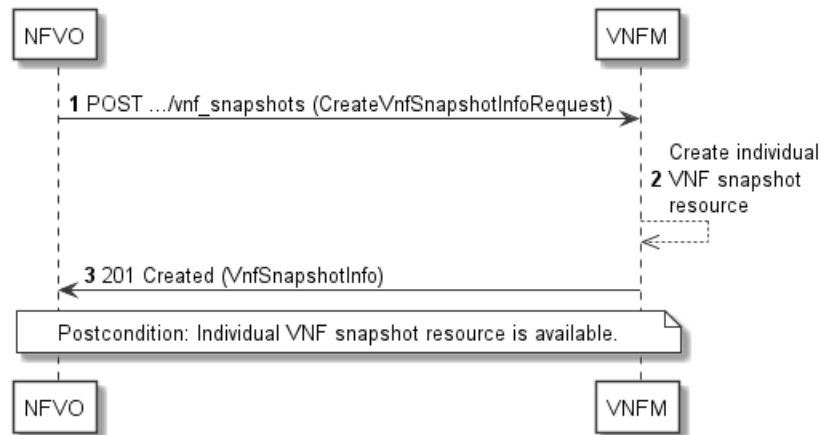 NFVO
VNFM
1 POST .../vnf_snapshots (CreateVnfSnapshotInfoRequest)
Create individual
2 VNF snapshot
resource
3 201 Created (VnfSnapshotInfo)
Postcondition: Individual VNF snapshot resource is available.
NFVO
VNFM